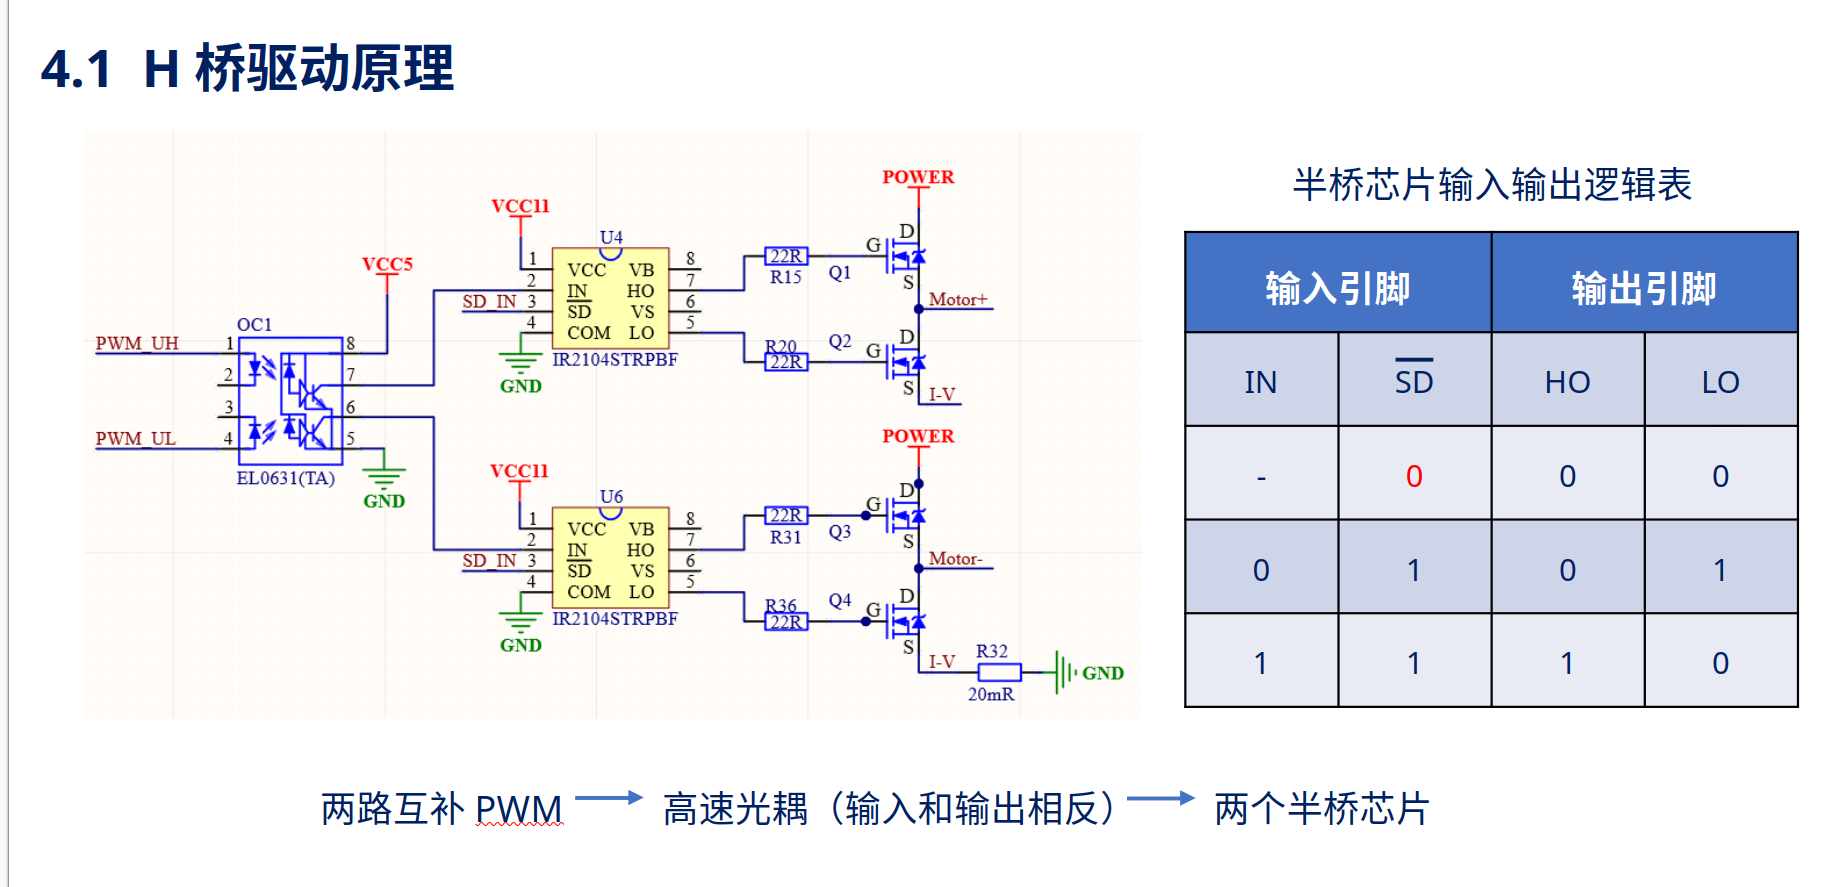 4.1 H 桥驱动原理
POWER
VCC11
U4
D
G
22R
1
VCC
VB
8
R15
Q1
VCC5
2
IN
HO
7
S
SD_IN
3
SD
VS
6
Motor+
4
COM
LO
5
OC1
D
R20
Q2
PWM_UH
1
8
IR2104STRPBF
22R
G
2
7
GND
S
I-V
3
6
POWER
PWM_UL
4
5
VCC11
EL0631(TA)
GND
U6
D
G
22R
1
VCC
VB
8
R31
Q3
2
IN
HO
7
S
SD_IN
3
SD
VS
6
Motor-
4
COM
LO
5
D
R36
Q4
G
IR2104STRPBF
22R
GND
S
I-V
R32
GND
20mR
半桥芯片输入输出逻辑表
输入引脚 输出引脚
IN SD HO LO
- 0 0 0
0 1 0 1
1 1 1 0
两路互补 PWM 高速光耦（输入和输出相反） 两个半桥芯片